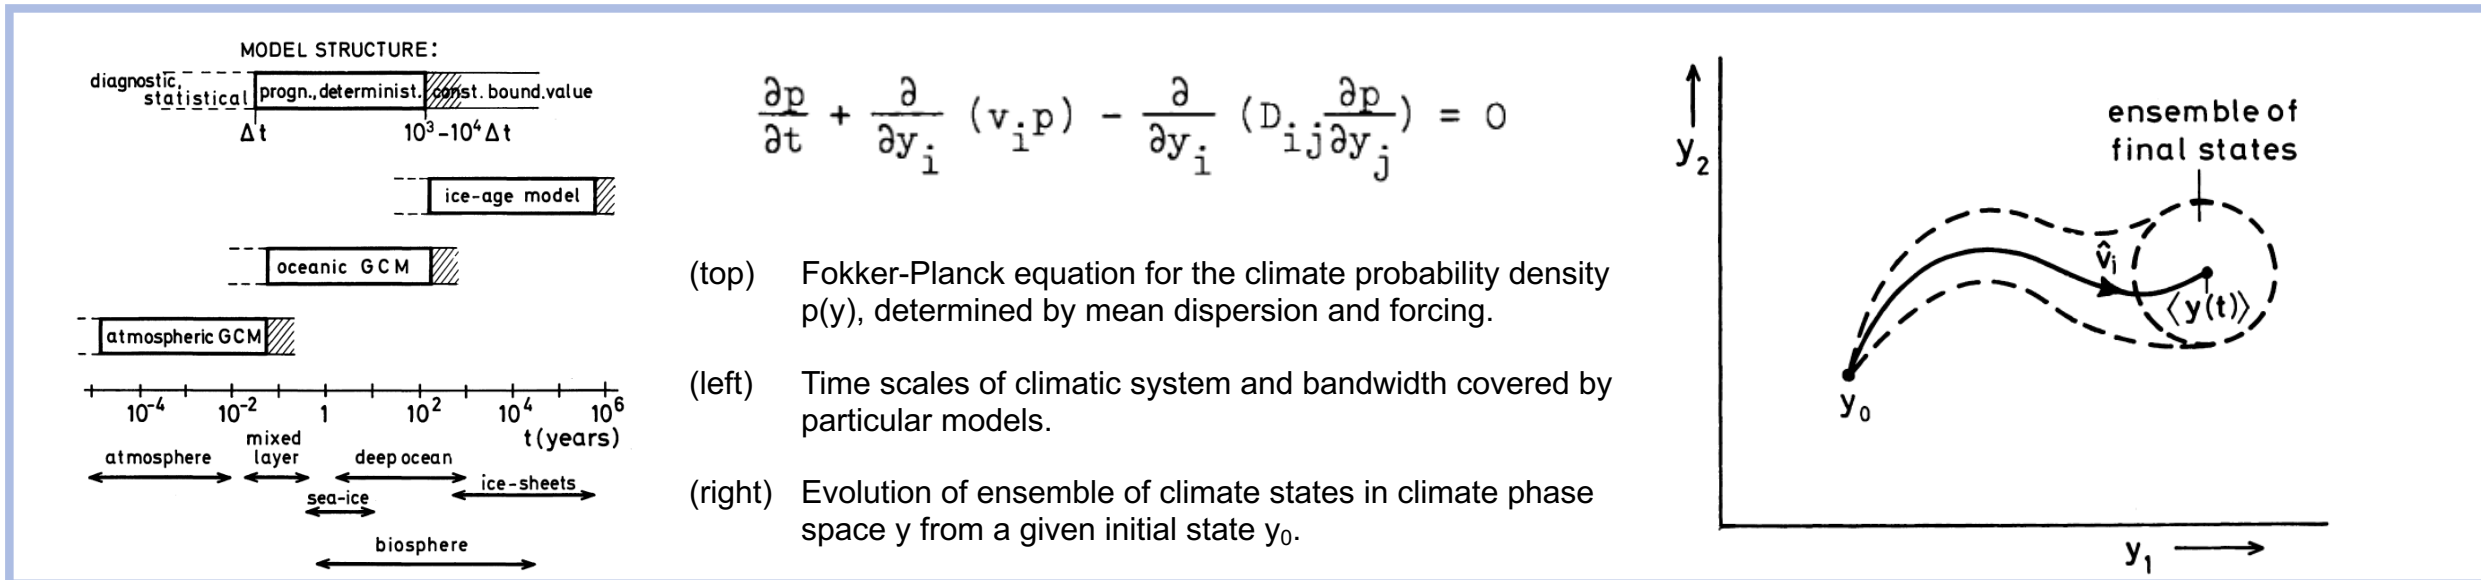 MODEL STRUCTURE:
diagnostic,
statistical
progn., determinist.
const. bound. value
Δt
10³-10⁴ Δt
ice-age model
oceanic GCM
atmospheric GCM
10⁻⁴ 10⁻² 1 10² 10⁴ 10⁶
t (years)
atmosphere
mixed
layer
deep ocean
sea-ice
ice-sheets
biosphere
∂p/∂t + ∂/∂yᵢ (vᵢp) - ∂/∂yᵢ (Dᵢⱼ ∂p/∂yⱼ) = 0
(top) Fokker-Planck equation for the climate probability density
p(y), determined by mean dispersion and forcing.
(left) Time scales of climatic system and bandwidth covered by
particular models.
(right) Evolution of ensemble of climate states in climate phase
space y from a given initial state y₀.
y₂
ensemble of
final states
v̂ᵢ
⟨y(t)⟩
y₀
y₁